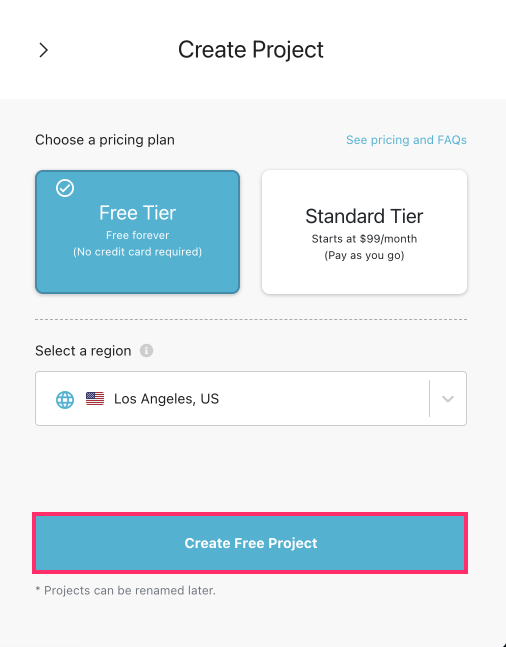 Create Project
Choose a pricing plan
See pricing and FAQs
Free Tier
Free forever
(No credit card required)
Standard Tier
Starts at $99/month
(Pay as you go)
Select a region
Los Angeles, US
Create Free Project
* Projects can be renamed later.